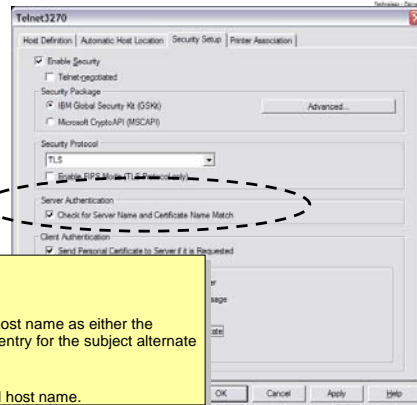 Telnet3270
Host Definition Automatic Host Location Security Setup Printer Association
Enable Security
Telnet-negotiated
Security Package
IBM Global Security Kit (GSKit)
Advanced...
Microsoft CryptoAPI (MSCAPI)
Security Protocol
TLS
Enable FIPS Mode (TLS Protocol only)
Server Authentication
Check for Server Name and Certificate Name Match
Client Authentication
Send Personal Certificate to Server if it is Requested
ost name as either the
entry for the subject alternate
host name.
OK Cancel Apply Help